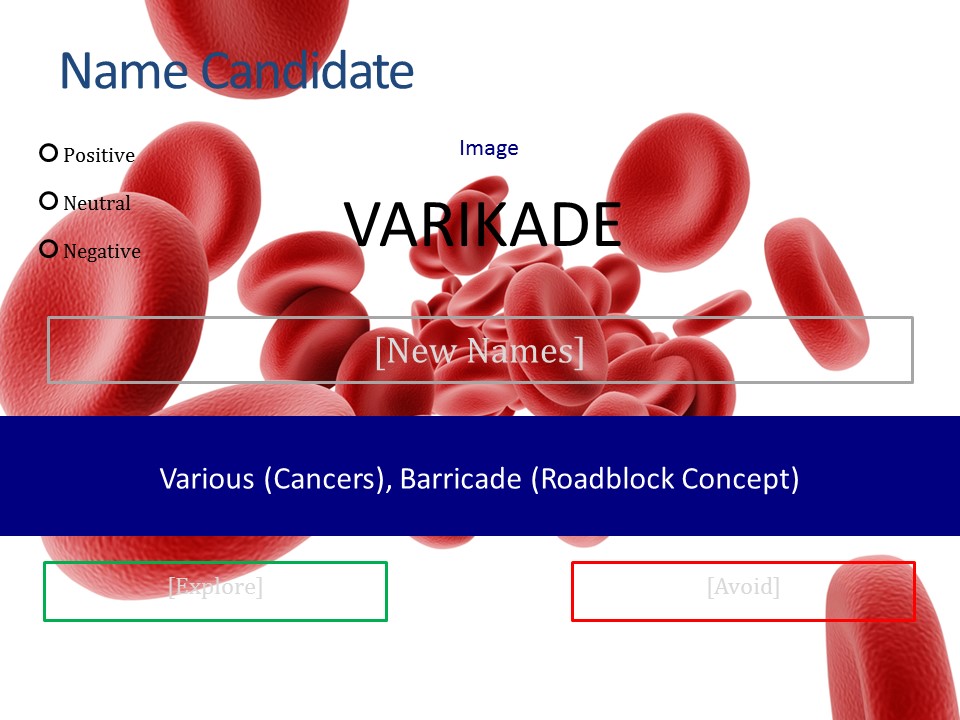 Name Candidate
Positive
Neutral
Negative
Image
VARIKADE
[New Names]
Various (Cancers), Barricade (Roadblock Concept)
[Explore]
[Avoid]